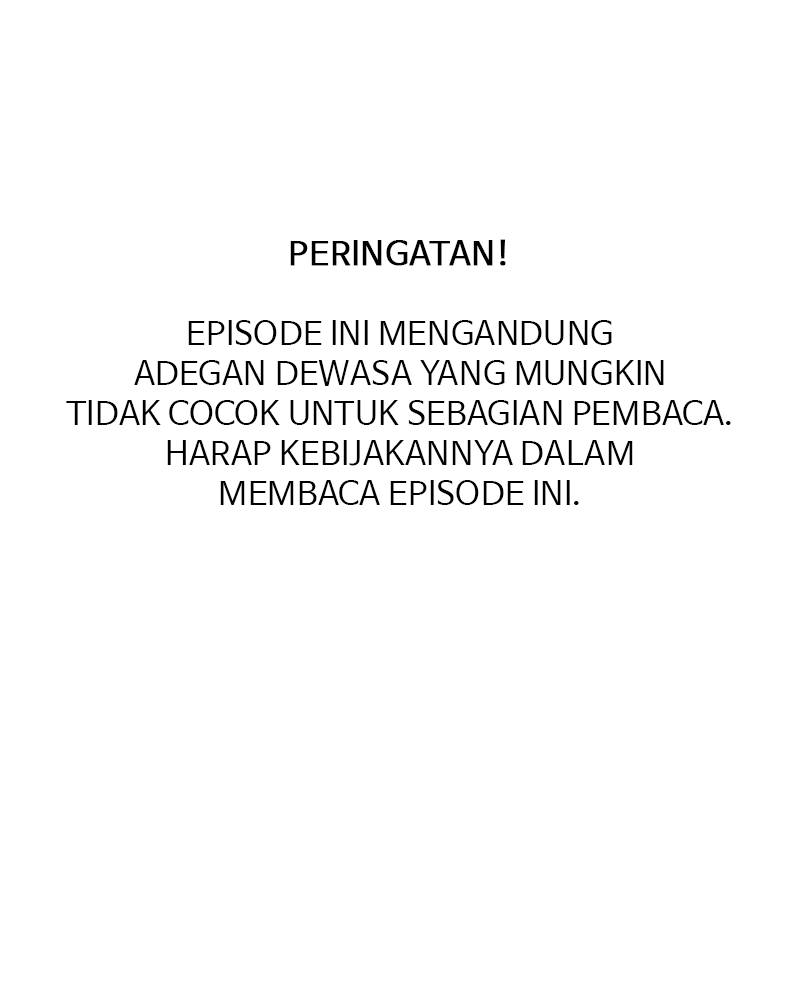 PERINGATAN!
EPISODE INI MENGANDUNG
ADEGAN DEWASA YANG MUNGKIN
TIDAK COCOK UNTUK SEBAGIAN PEMBACA.
HARAP KEBIJAKANNYA DALAM
MEMBACA EPISODE INI.